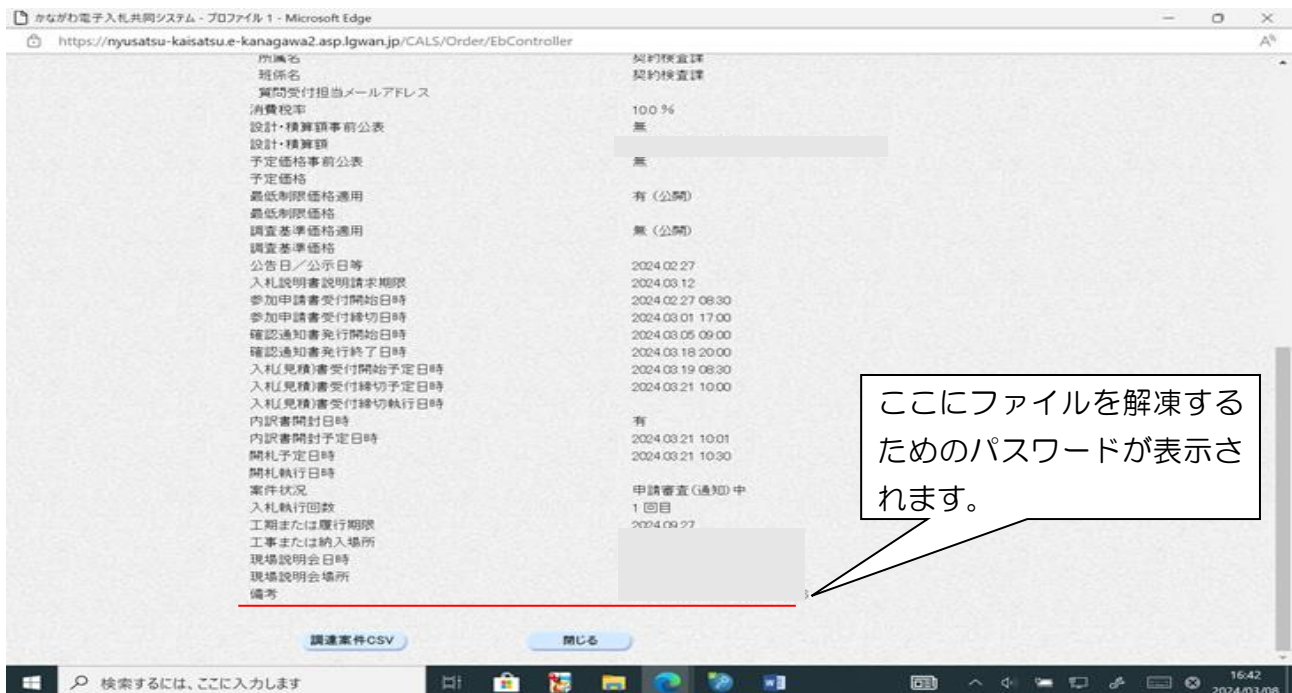 かながわ電子入札共同システム - プロファイル 1 - Microsoft Edge
https://nyusatsu-kaisatsu.e-kanagawa2.asp.lgwan.jp/CALS/Order/EbController
所属名 契約検査課
班係名 契約検査課
質問受付担当メールアドレス
消費税率 10.0 %
設計・積算額事前公表 無
設計・積算額
予定価格事前公表 無
予定価格
最低制限価格適用 有（公開）
最低制限価格
調査基準価格適用 無（公開）
調査基準価格
公告日／公示日等 2024.02.27
入札説明書説明請求期限 2024.03.12
参加申請書受付開始日時 2024.02.27 08:30
参加申請書受付締切日時 2024.03.01 17:00
確認通知書発行開始日時 2024.03.05 09:00
確認通知書発行終了日時 2024.03.18 20:00
入札(見積)書受付開始予定日時 2024.03.19 08:30
入札(見積)書受付締切予定日時 2024.03.21 10:00
入札(見積)書受付締切執行日時
内訳書開封日時 有
内訳書開封予定日時 2024.03.21 10:01
開札予定日時 2024.03.21 10:30
開札執行日時
案件状況 申請審査（通知）中
入札執行回数 1 回目
工期または履行期限 2024.09.27
工事または納入場所
現場説明会日時
現場説明会場所
備考
ここにファイルを解凍する
ためのパスワードが表示さ
れます。
調達案件CSV 閉じる
検索するには、ここに入力します
16:42
2024/03/08